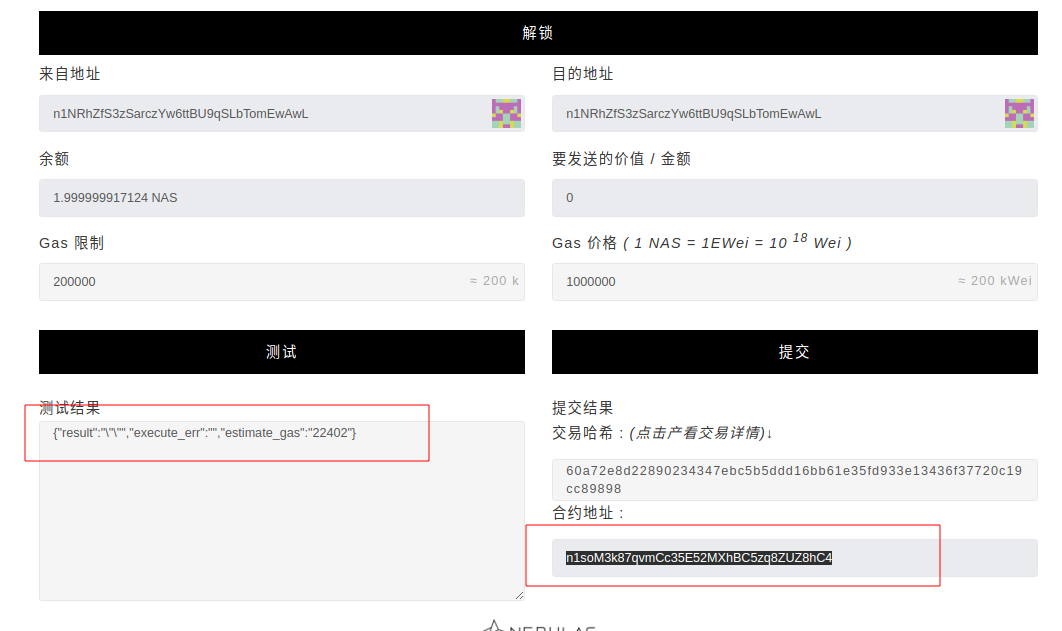 解锁
来自地址
目的地址
n1NRhZfS3zSarczYw6ttBU9qSLbTomEwAwL
n1NRhZfS3zSarczYw6ttBU9qSLbTomEwAwL
余额
要发送的价值 / 金额
1.999999917124 NAS
0
Gas 限制
Gas 价格 ( 1 NAS = 1EWei = 10 18 Wei )
200000
≈ 200 k
1000000
≈ 200 kWei
测试
提交
测试结果
{"result":"\"\"","execute_err":"","estimate_gas":"22402"}
提交结果
交易哈希 : (点击产看交易详情)↓
60a72e8d22890234347ebc5b5ddd16bb61e35fd933e13436f37720c19
cc89898
合约地址 :
n1soM3k87qvmCc35E52MXhBC5zq8ZUZ8hC4
NEBULAS